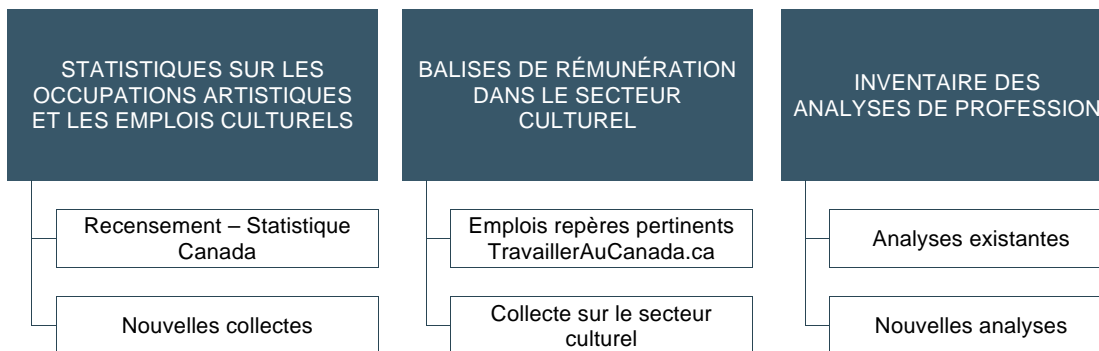 STATISTIQUES SUR LES
OCCUPATIONS ARTISTIQUES
ET LES EMPLOIS CULTURELS
Recensement – Statistique
Canada
Nouvelles collectes
BALISES DE RÉMUNÉRATION
DANS LE SECTEUR
CULTUREL
Emplois repères pertinents
TravaillerAuCanada.ca
Collecte sur le secteur
culturel
INVENTAIRE DES
ANALYSES DE PROFESSION
Analyses existantes
Nouvelles analyses